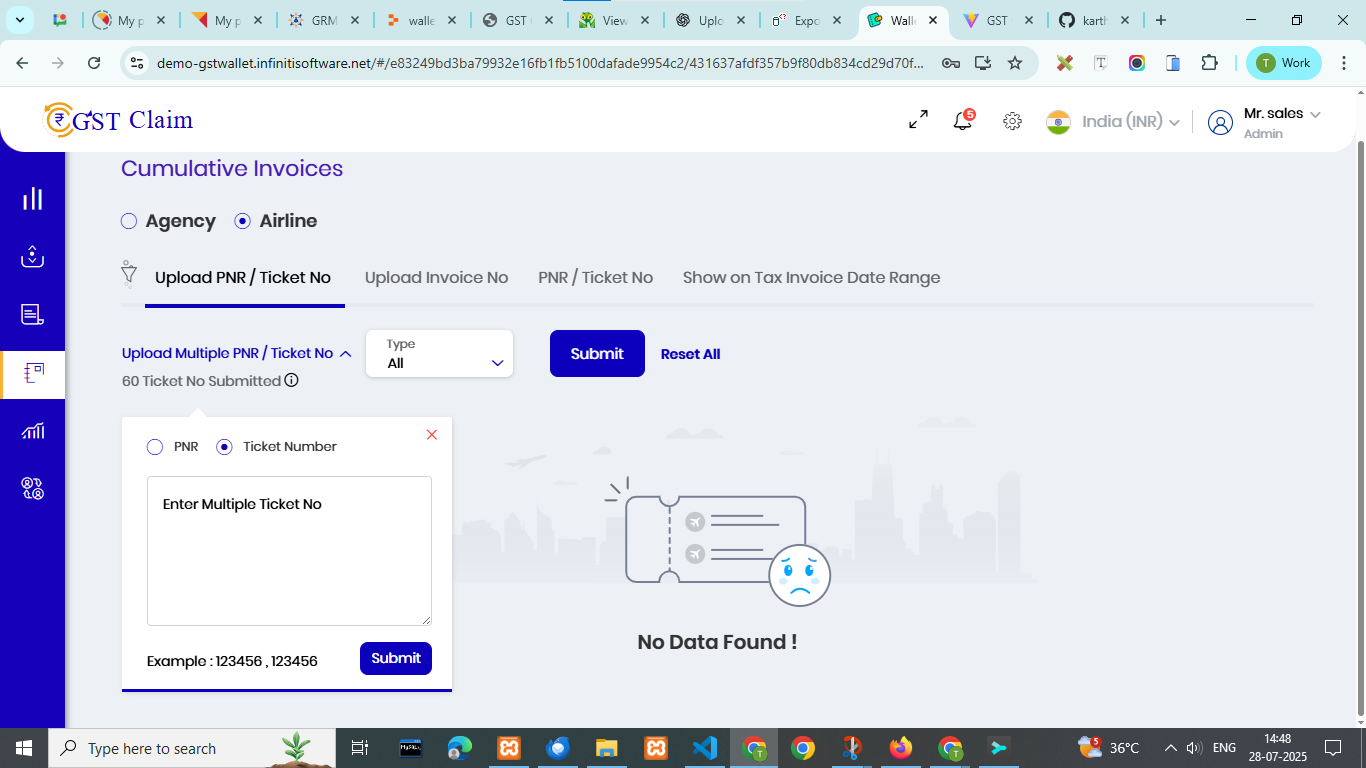 My p
My p
GRM
walle
GST
View
Uplo
Expo
Walle
GST
karth
demo-gstwallet.infinitisoftware.net/#/e83249bd3ba79932e16fb1fb5100dafade9954c2/431637afdf357b9f80db834cd29d70f...
T Work
GST Claim
5
India (INR)
Mr. sales
Admin
Cumulative Invoices
Agency Airline
Upload PNR / Ticket No Upload Invoice No PNR / Ticket No Show on Tax Invoice Date Range
Upload Multiple PNR / Ticket No
Type
All
Submit Reset All
60 Ticket No Submitted
PNR Ticket Number
Enter Multiple Ticket No
Example : 123456 , 123456
Submit
No Data Found !
Type here to search
MySQL
5
36°C
ENG
14:48
28-07-2025